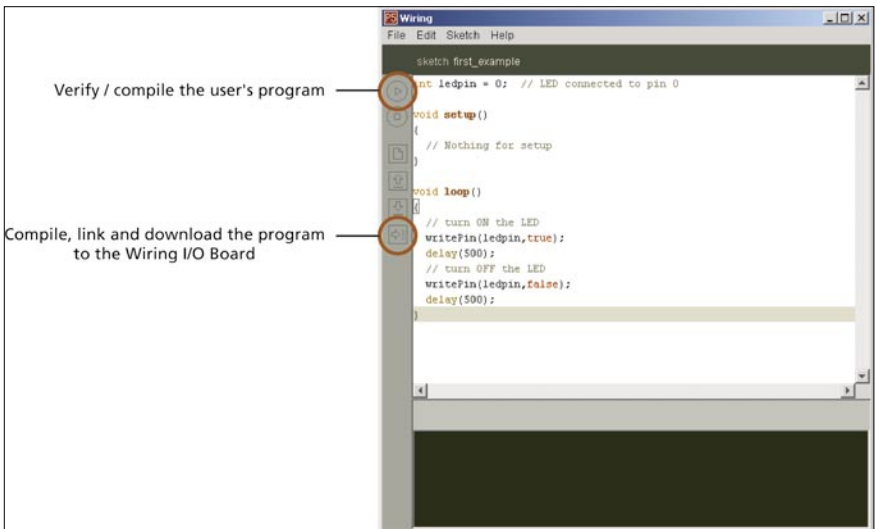 Wiring
File Edit Sketch Help
sketch first_example
Verify / compile the user's program
int ledpin = 0; // LED connected to pin 0
void setup()
{
// Nothing for setup
}
void loop()
{
// turn ON the LED
writePin(ledpin,true);
delay(500);
// turn OFF the LED
writePin(ledpin,false);
delay(500);
}
Compile, link and download the program
to the Wiring I/O Board